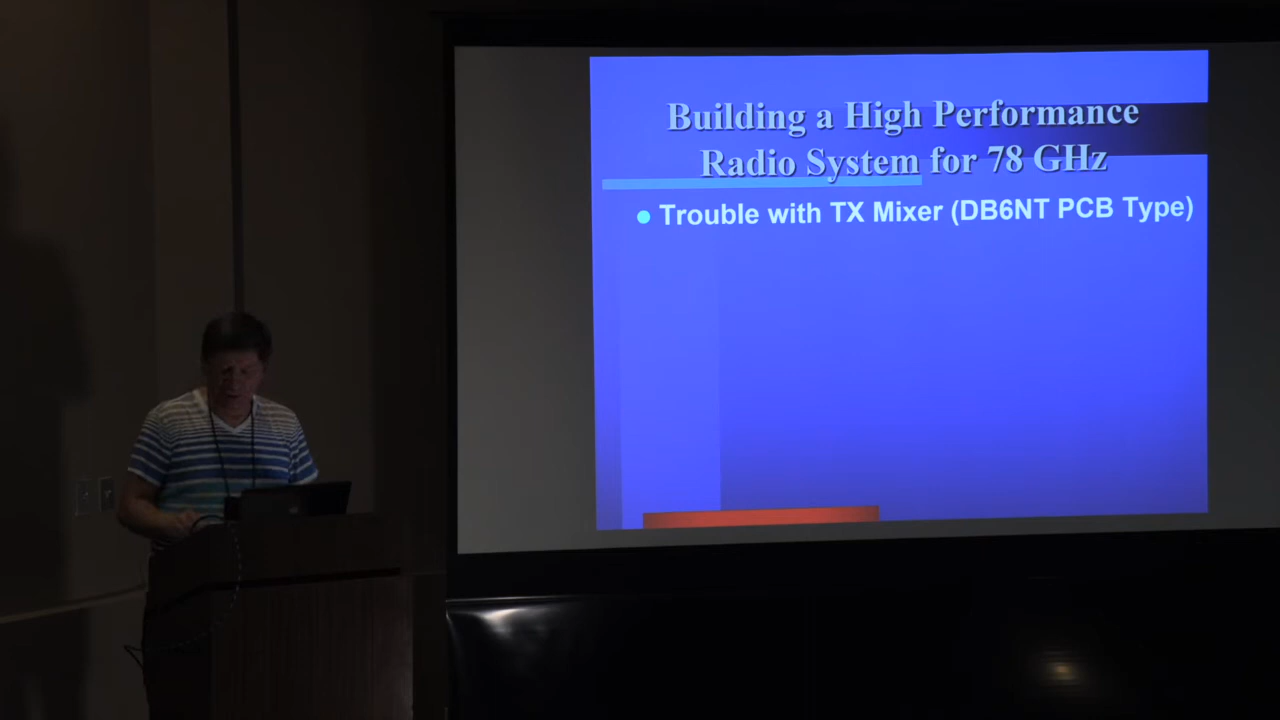 Building a High Performance
Radio System for 78 GHz
Trouble with TX Mixer (DB6NT PCB Type)